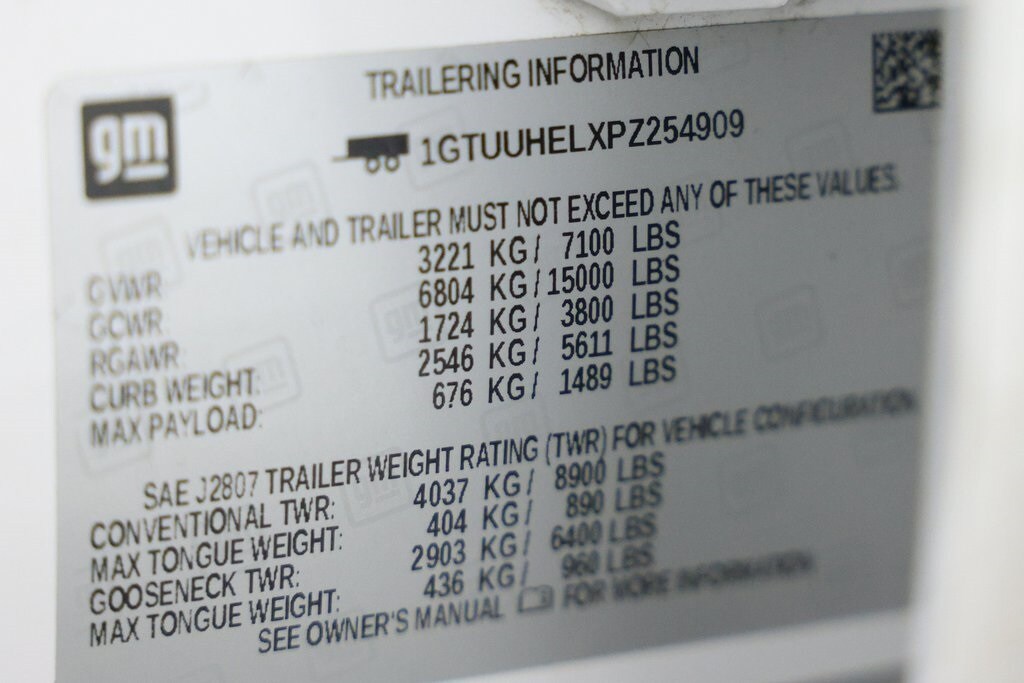 TRAILERING INFORMATION
gm
1GTUUHELXPZ254909
VEHICLE AND TRAILER MUST NOT EXCEED ANY OF THESE VALUES.
GVWR 3221 KG/ 7100 LBS
GCWR 6804 KG/ 15000 LBS
RGAWR: 1724 KG/ 3800 LBS
CURB WEIGHT: 2546 KG/ 5611 LBS
MAX PAYLOAD: 676 KG/ 1489 LBS
SAE J2807 TRAILER WEIGHT RATING (TWR) FOR VEHICLE CONFIGURATION
CONVENTIONAL TWR: 4037 KG/ 8900 LBS
MAX TONGUE WEIGHT: 404 KG/ 890 LBS
GOOSENECK TWR: 2903 KG/ 6400 LBS
MAX TONGUE WEIGHT: 436 KG/ 960 LBS
SEE OWNER'S MANUAL FOR MORE INFORMATION.